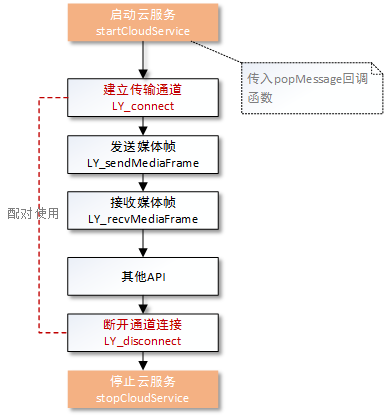 启动云服务
startCloudService
传入popMessage回调
函数
建立传输通道
LY_connect
发送媒体帧
LY_sendMediaFrame
配对使用
接收媒体帧
LY_recvMediaFrame
其他API
断开通道连接
LY_disconnect
停止云服务
stopCloudService